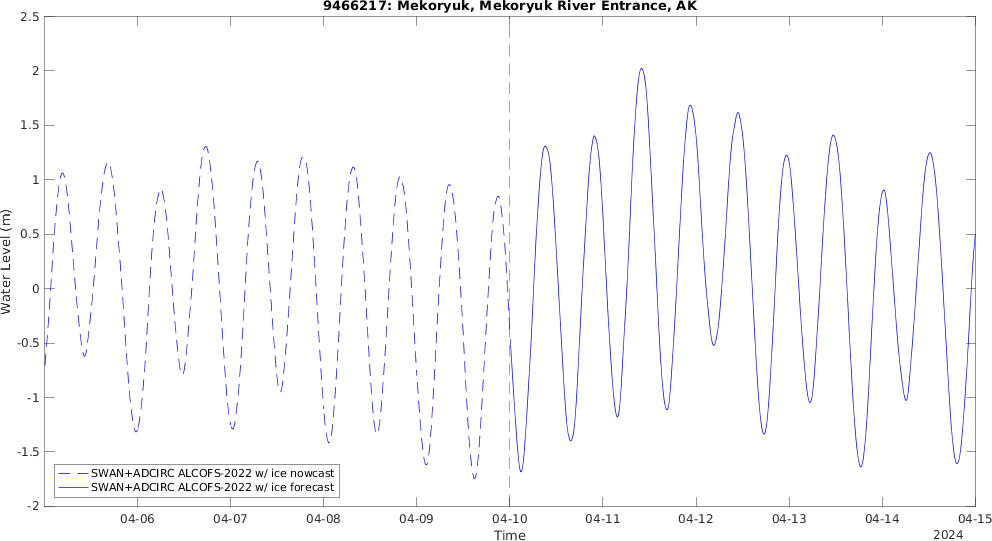 9466217: Mekoryuk, Mekoryuk River Entrance, AK
2.5
2
1.5
1
0.5
0
-0.5
-1
-1.5
-2
Water Level (m)
SWAN+ADCIRC ALCOFS-2022 w/ ice nowcast
SWAN+ADCIRC ALCOFS-2022 w/ ice forecast
04-06 04-07 04-08 04-09 04-10 04-11 04-12 04-13 04-14 04-15
Time
2024